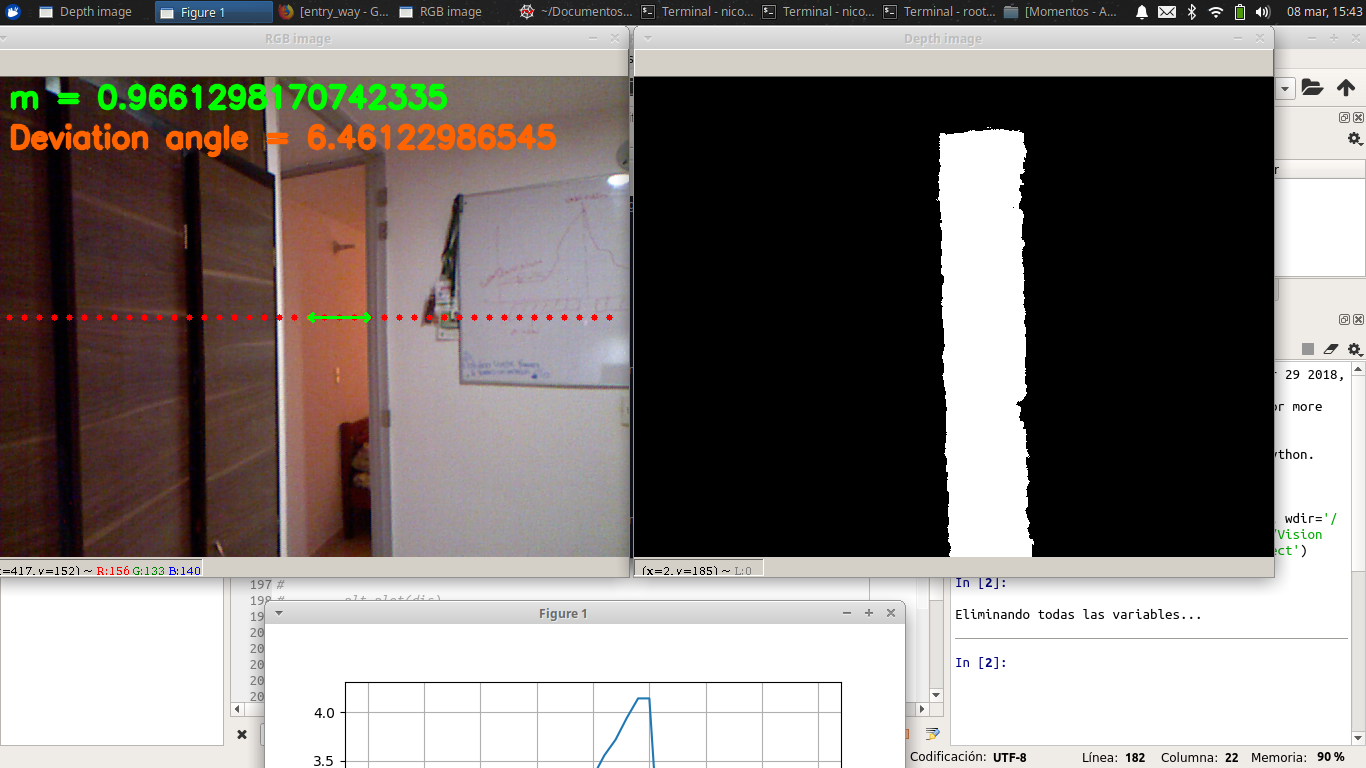 Depth image
Figure 1
[entry_way - G...
RGB image
~/Documentos...
Terminal - nico...
Terminal - nico...
Terminal - root...
[Momentos - A...
08 mar, 15:43
RGB image
Depth image
m = 0.9661298170742335
Deviation angle = 6.46122986545
29 2018,
or more
ython.
wdir='/
/Vision
ect')
x=417, y=152) ~ R:156 G:133 B:140
(x=2, y=185) ~ L:0
197 #
In [2]:
Eliminando todas las variables...
In [2]:
Figure 1
4.0
3.5
Codificación: UTF-8
Línea: 182
Columna: 22
Memoria: 90 %